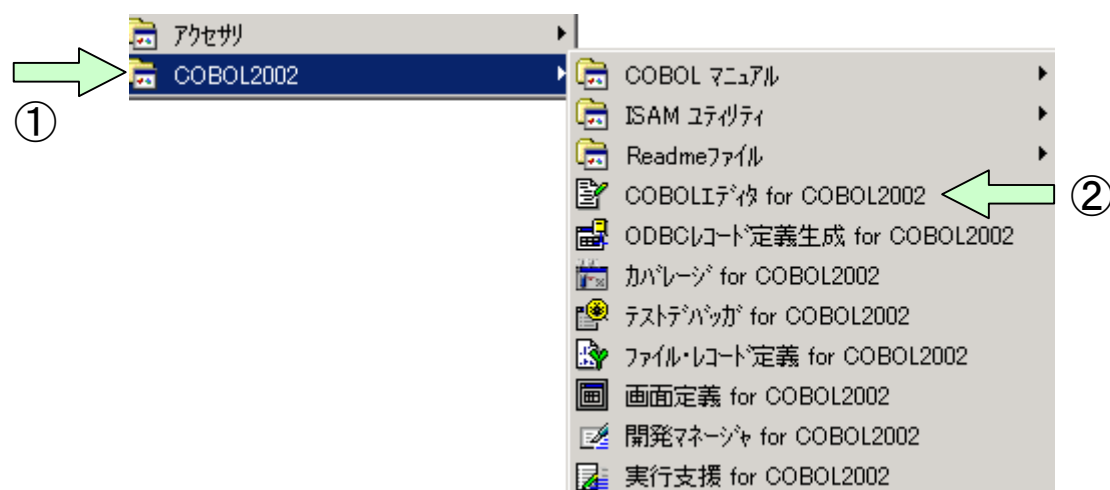 アクセサリ
COBOL2002
①
COBOL マニュアル
ISAM ユティリティ
Readmeファイル
COBOLエディタ for COBOL2002
②
ODBCレコード定義生成 for COBOL2002
カバレージ for COBOL2002
テストデバッガ for COBOL2002
ファイル・レコード定義 for COBOL2002
画面定義 for COBOL2002
開発マネージャ for COBOL2002
実行支援 for COBOL2002